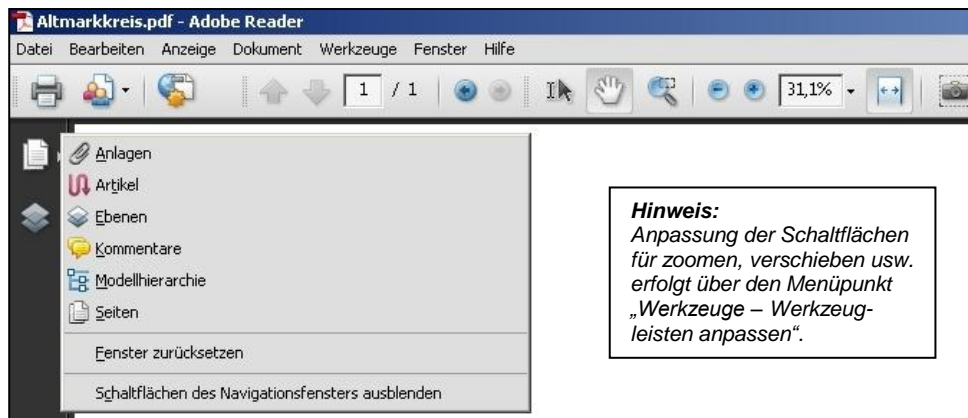 Altmarkkreis.pdf - Adobe Reader
Datei Bearbeiten Anzeige Dokument Werkzeuge Fenster Hilfe
1 / 1 31,1%
Anlagen
Artikel
Ebenen
Kommentare
Modellhierarchie
Seiten
Fenster zurücksetzen
Schaltflächen des Navigationsfensters ausblenden
Hinweis:
Anpassung der Schaltflächen
für zoomen, verschieben usw.
erfolgt über den Menüpunkt
„Werkzeuge – Werkzeug-
leisten anpassen“.